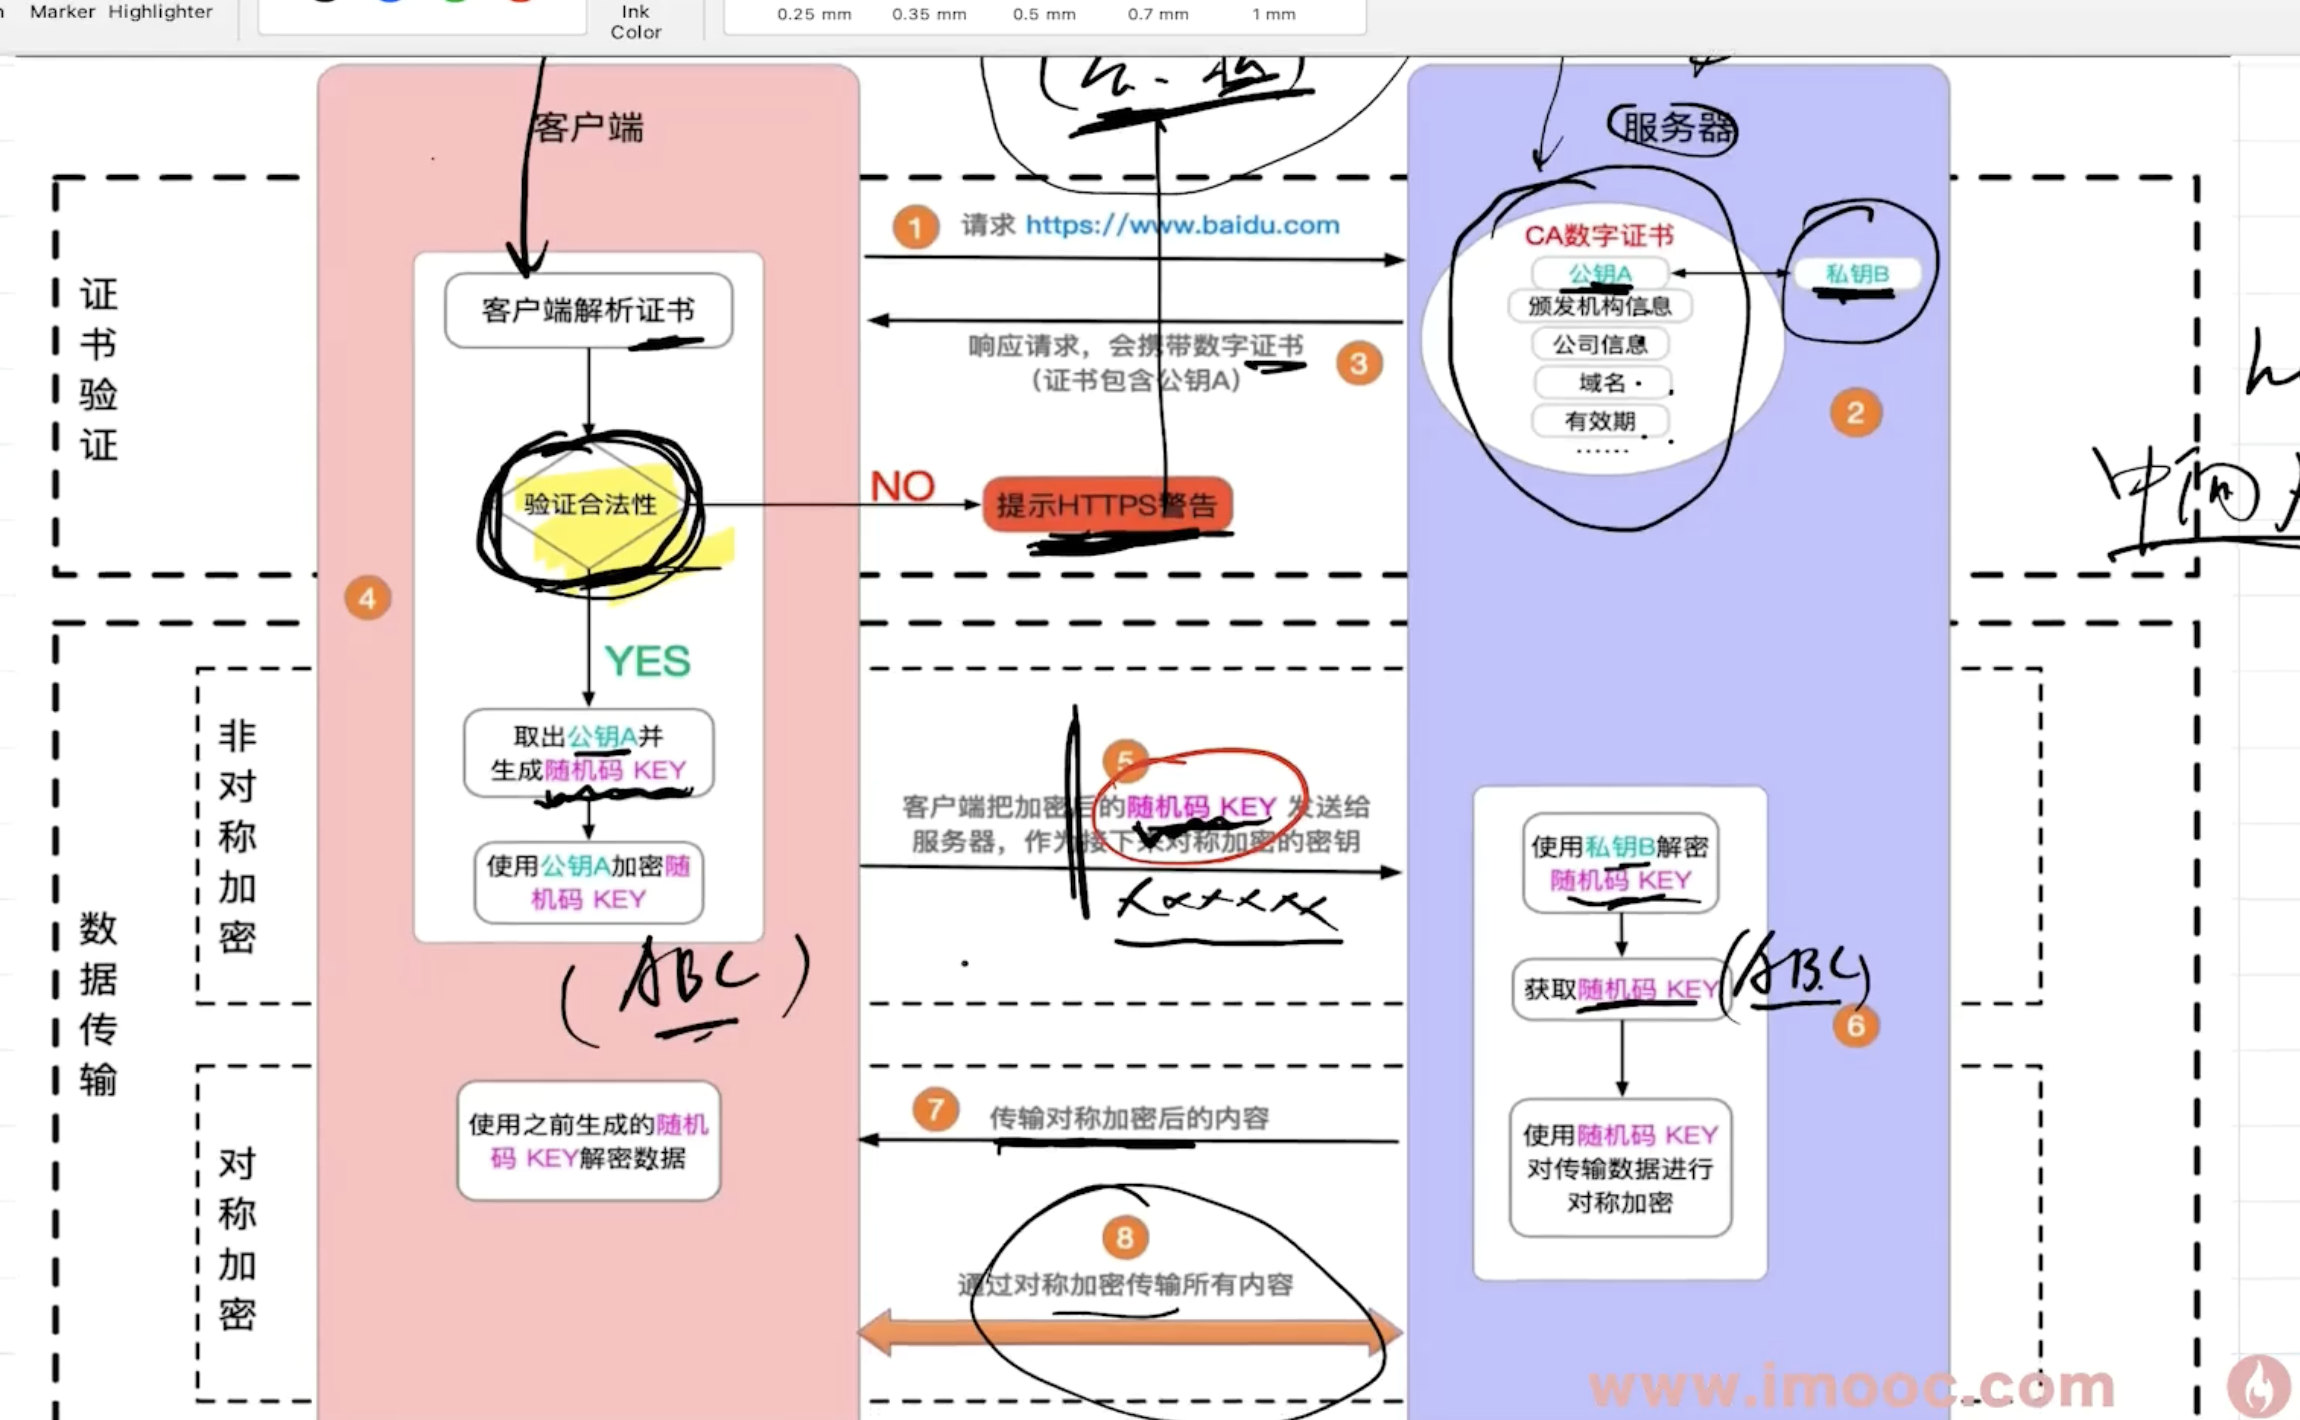 Marker Highlighter
Ink
Color
0.25 mm 0.35 mm 0.5 mm 0.7 mm 1 mm
客户端
服务器
证书验证
1 请求 https://www.baidu.com
CA数字证书
公钥A
私钥B
颁发机构信息
公司信息
域名
有效期
......
2
客户端解析证书
响应请求，会携带数字证书
（证书包含公钥A）
3
验证合法性
NO
提示HTTPS警告
中间
4
YES
数据传输
非对称加密
取出公钥A并
生成随机码 KEY
使用公钥A加密随
机码 KEY
(ABC)
5
客户端把加密后的随机码 KEY 发送给
服务器，作为接下来对称加密的密钥
使用私钥B解密
随机码 KEY
获取随机码 KEY
(ABC)
6
对称加密
7 传输对称加密后的内容
使用之前生成的随机
码 KEY解密数据
使用随机码 KEY
对传输数据进行
对称加密
8
通过对称加密传输所有内容
www.imooc.com